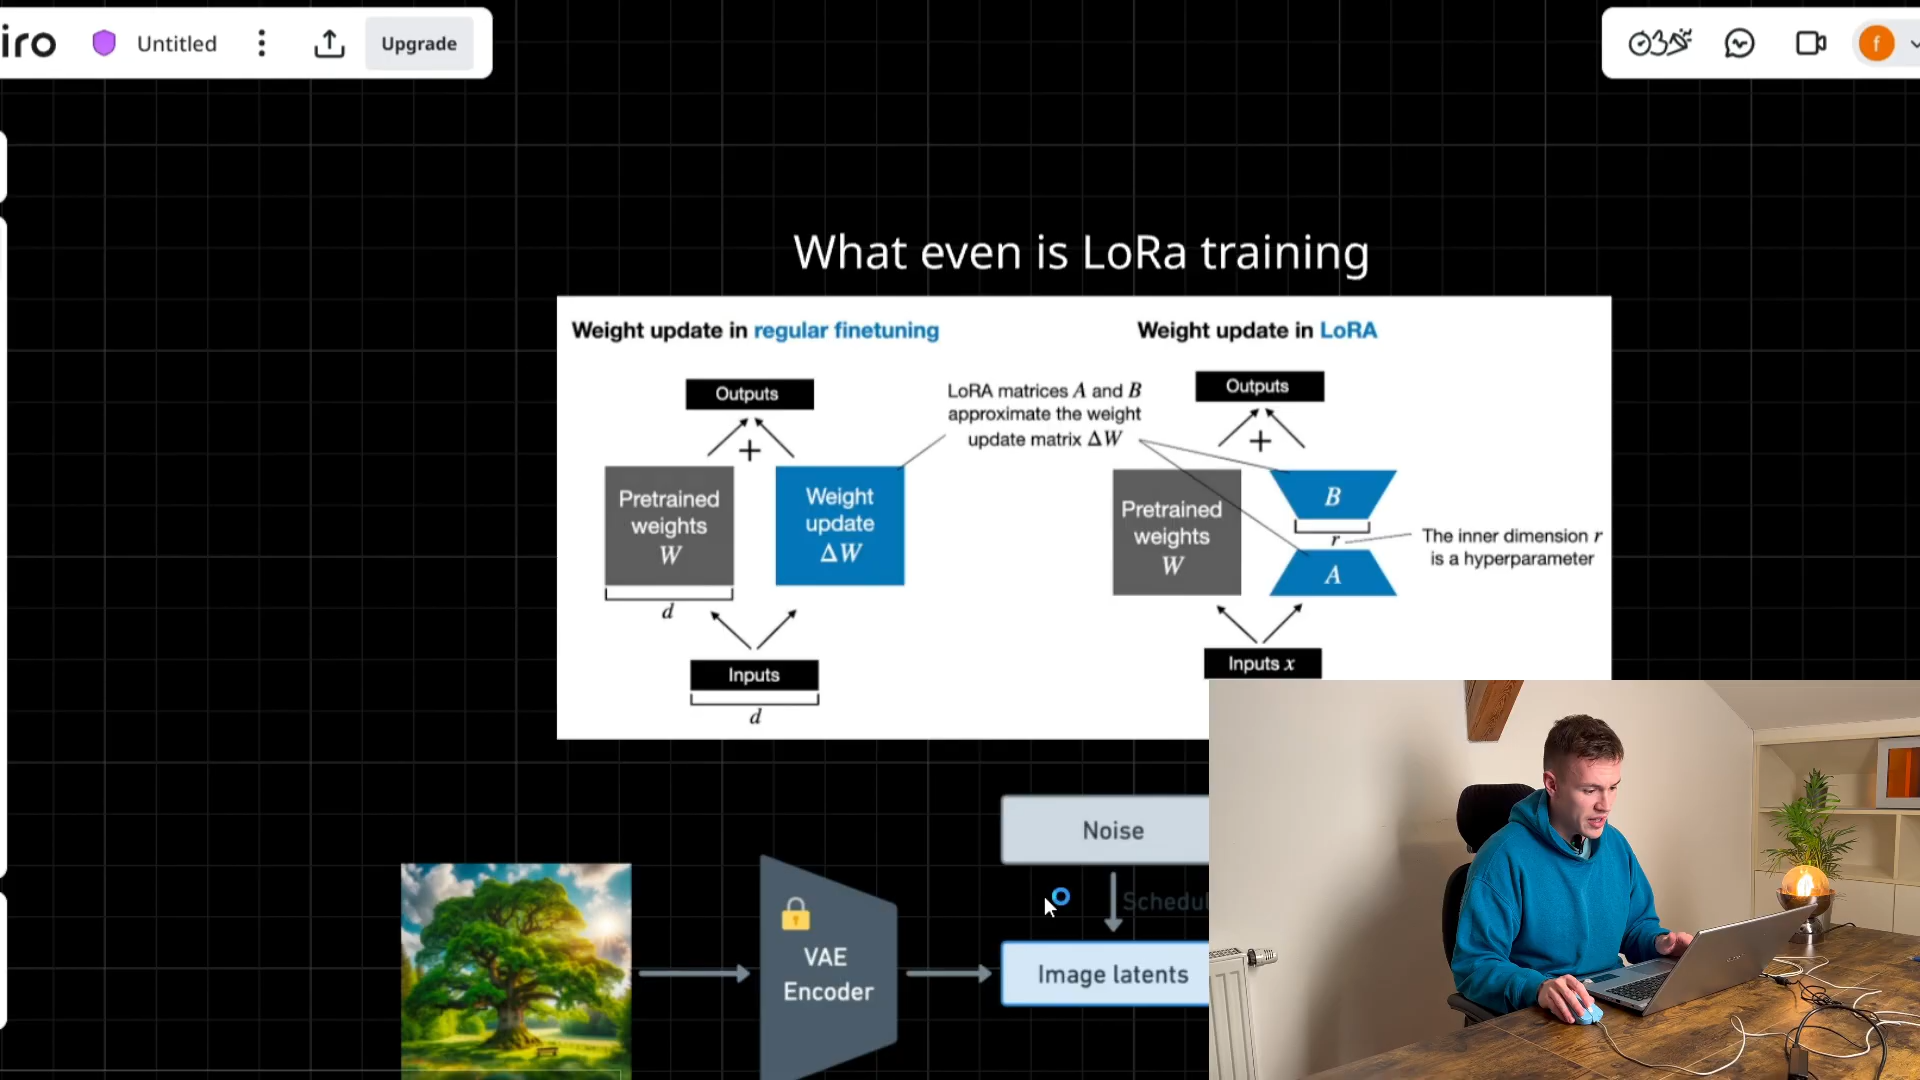 iro
Untitled
Upgrade
f
What even is LoRa training
Weight update in regular finetuning
Weight update in LoRA
Outputs
+
Pretrained
weights
W
d
Weight
update
ΔW
Inputs
d
LoRA matrices A and B
approximate the weight
update matrix ΔW
Outputs
+
Pretrained
weights
W
B
r
A
The inner dimension r
is a hyperparameter
Inputs x
Noise
Schedul
VAE
Encoder
Image latents